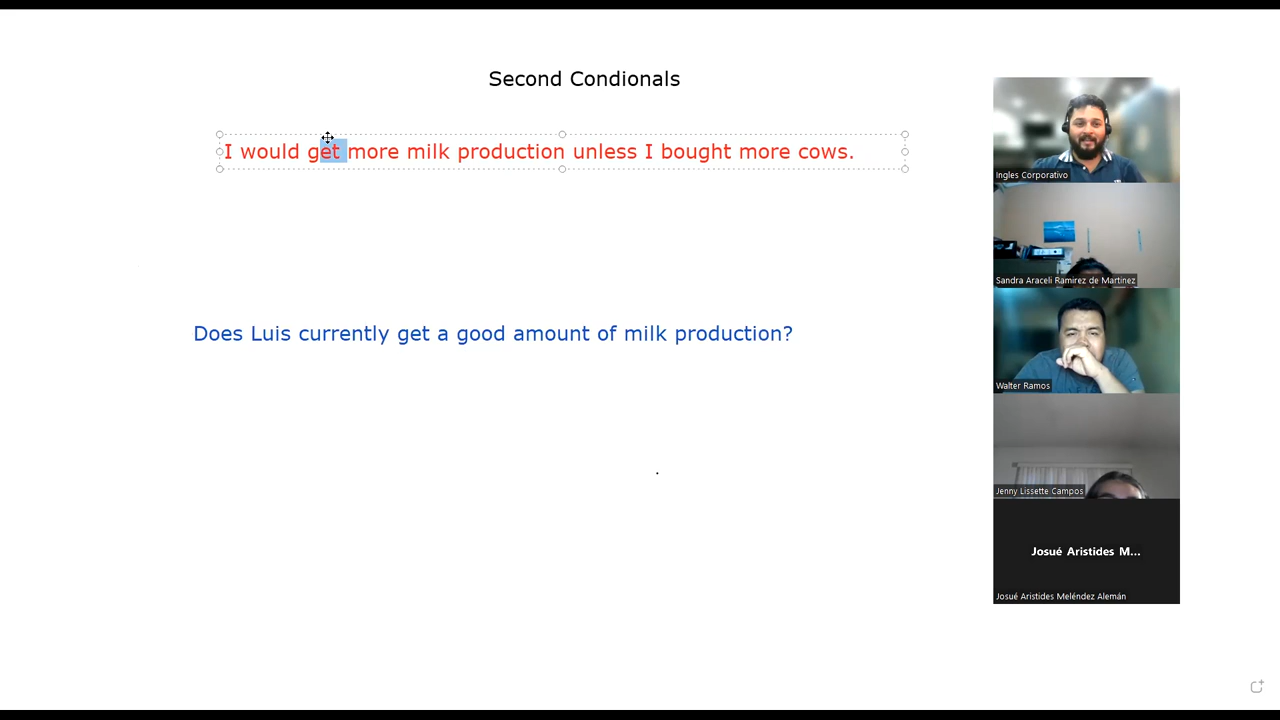 Second Condionals
I would get more milk production unless I bought more cows.
Ingles Corporativo
Sandra Araceli Ramirez de Martinez
Does Luis currently get a good amount of milk production?
Walter Ramos
Jenny Lissette Campos
Josué Aristides M...
Josué Aristides Meléndez Alemán